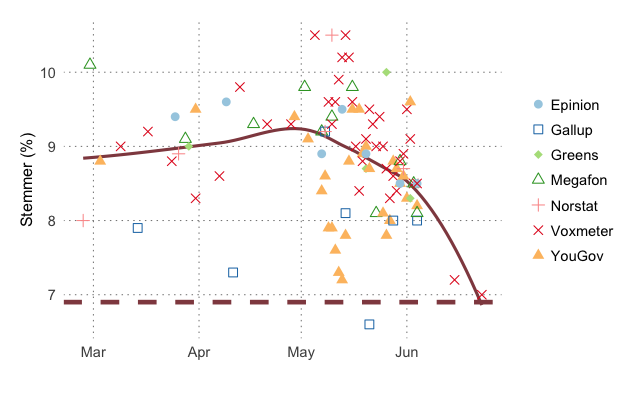 Stemmer (%)
10
9
8
7
Mar Apr May Jun
Epinion
Gallup
Greens
Megafon
Norstat
Voxmeter
YouGov